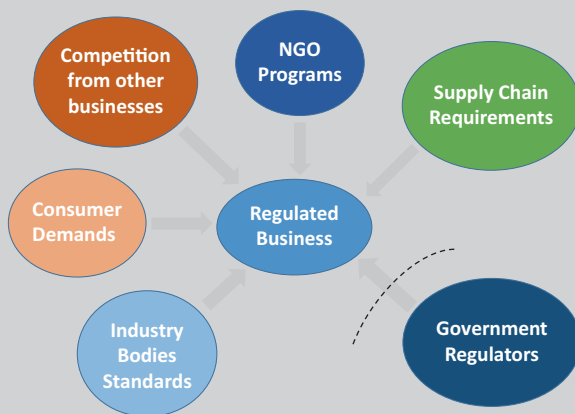 Competition
from other
businesses
NGO
Programs
Supply Chain
Requirements
Consumer
Demands
Regulated
Business
Industry
Bodies
Standards
Government
Regulators